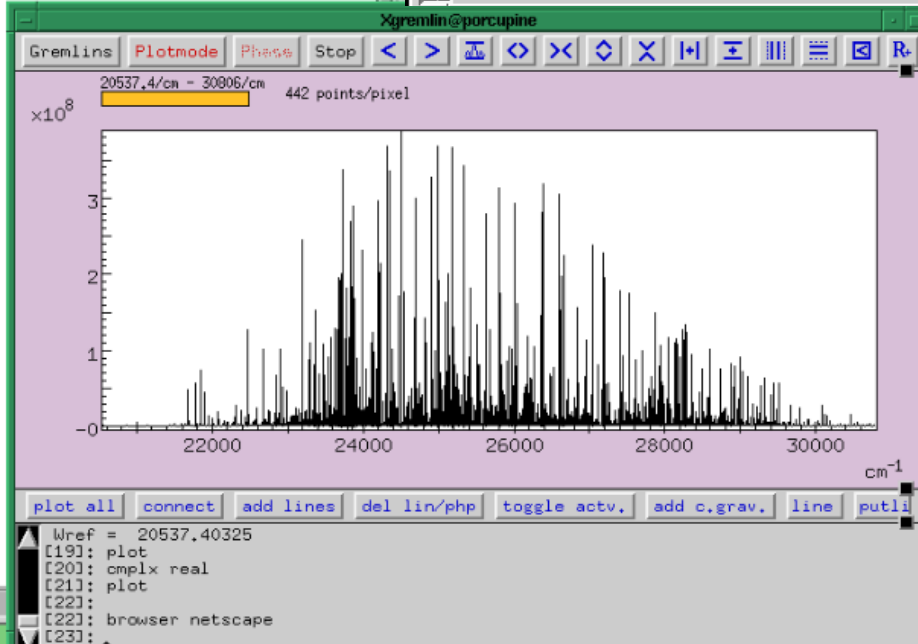 Xgremlin@porcupine
Gremlins Plotmode Phase Stop < > <> >< R+
20537.4/cm - 30806/cm
442 points/pixel
×10⁸
3
2
1
-0
22000 24000 26000 28000 30000
cm⁻¹
plot all connect add lines del lin/php toggle actv. add c.grav. line putli
Wref = 20537.40325
[19]: plot
[20]: cmplx real
[21]: plot
[22]:
[22]: browser netscape
[23]: